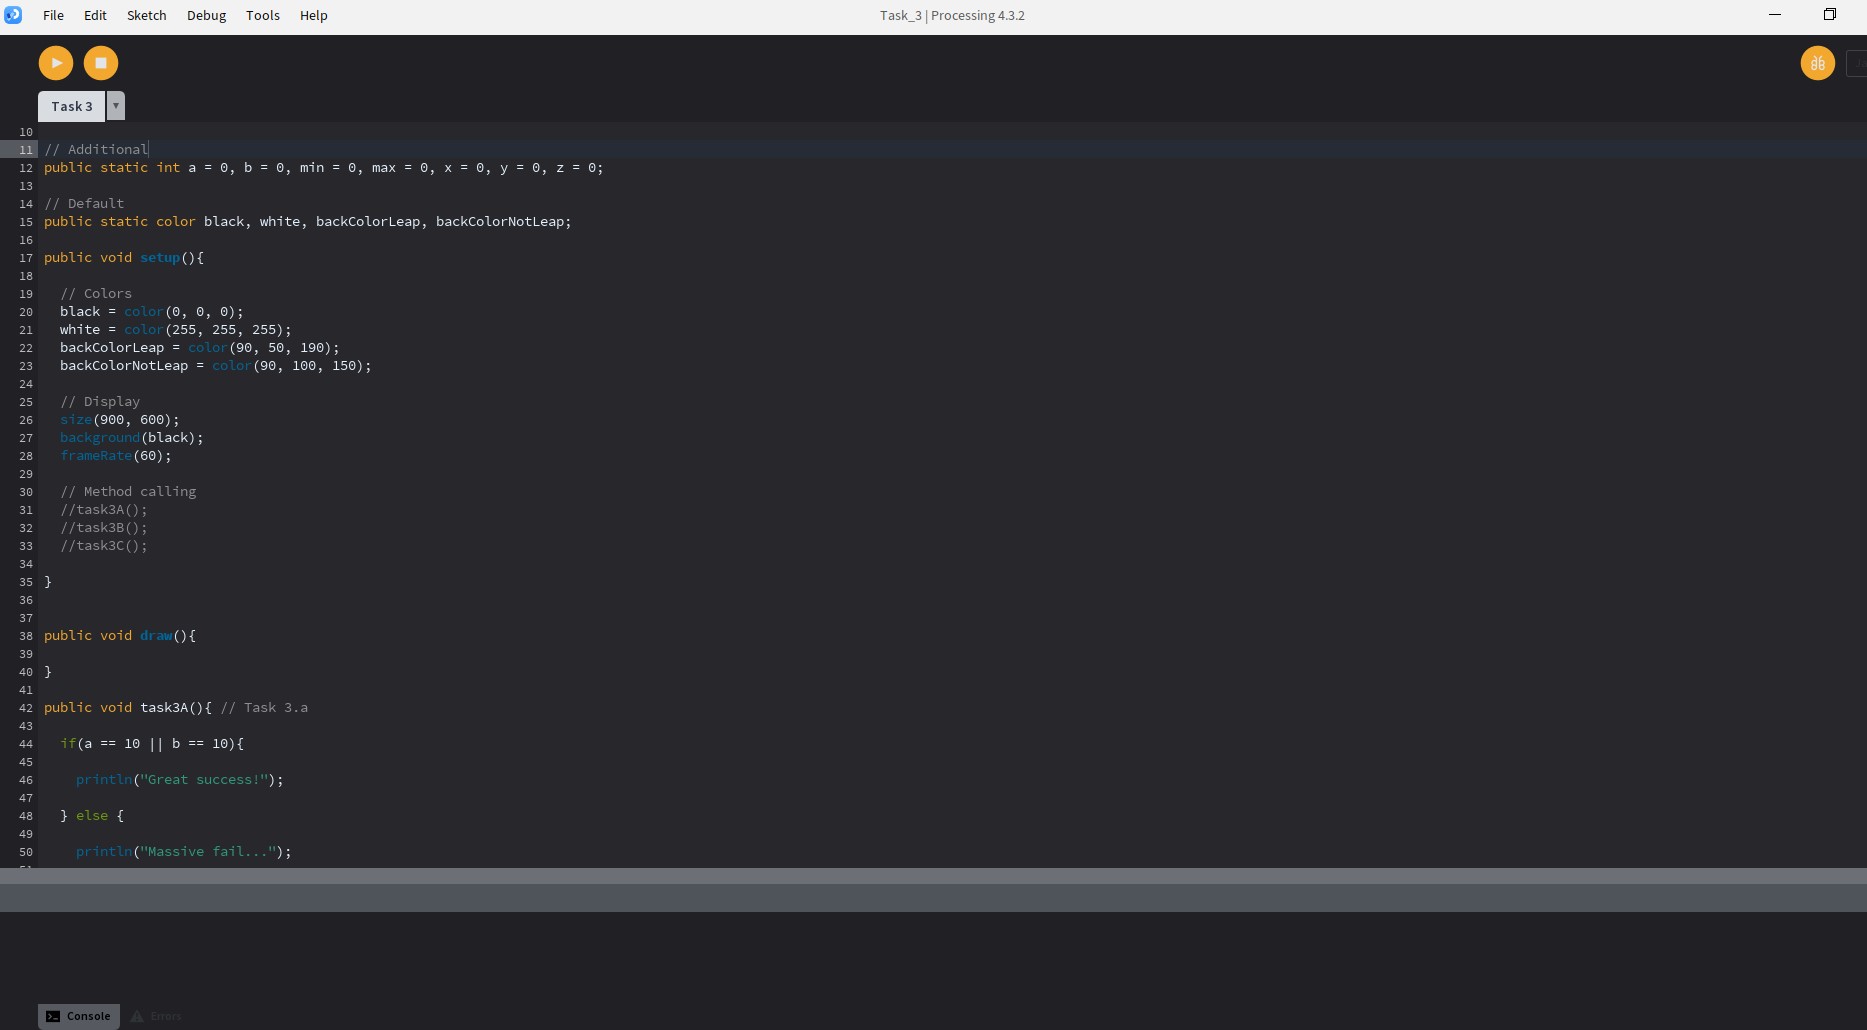 File Edit Sketch Debug Tools Help Task_3 | Processing 4.3.2
Task 3
10
11 // Additional
12 public static int a = 0, b = 0, min = 0, max = 0, x = 0, y = 0, z = 0;
13
14 // Default
15 public static color black, white, backColorLeap, backColorNotLeap;
16
17 public void setup(){
18
19 // Colors
20 black = color(0, 0, 0);
21 white = color(255, 255, 255);
22 backColorLeap = color(90, 50, 190);
23 backColorNotLeap = color(90, 100, 150);
24
25 // Display
26 size(900, 600);
27 background(black);
28 frameRate(60);
29
30 // Method calling
31 //task3A();
32 //task3B();
33 //task3C();
34
35 }
36
37
38 public void draw(){
39
40 }
41
42 public void task3A(){ // Task 3.a
43
44 if(a == 10 || b == 10){
45
46 println("Great success!");
47
48 } else {
49
50 println("Massive fail...");
Console Errors